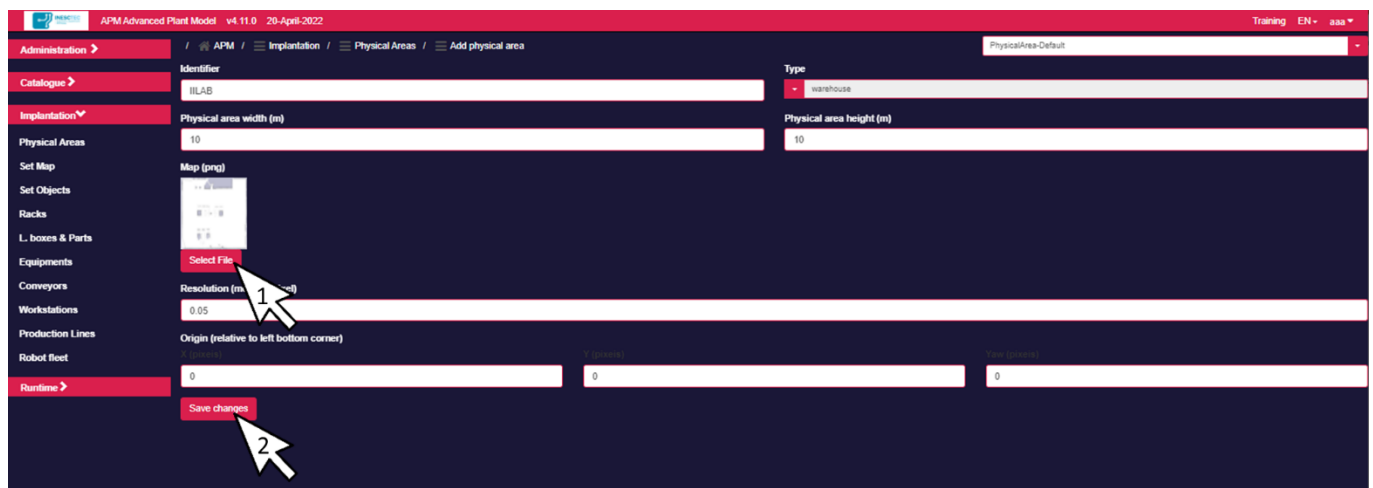 INESCTEC APM Advanced Plant Model v4.11.0 20-April-2022 Training EN aaa
Administration
/ APM / Implantation / Physical Areas / Add physical area
PhysicalArea-Default
Catalogue
Implantation
Physical Areas
Set Map
Set Objects
Racks
L. boxes & Parts
Equipments
Conveyors
Workstations
Production Lines
Robot fleet
Runtime
Identifier
IILAB
Type
warehouse
Physical area width (m)
10
Physical area height (m)
10
Map (png)
Select File
1
Resolution
0.05
Origin (relative to left bottom corner)
X (pixels) Y (pixels) Yaw (pixels)
0 0 0
Save changes
2